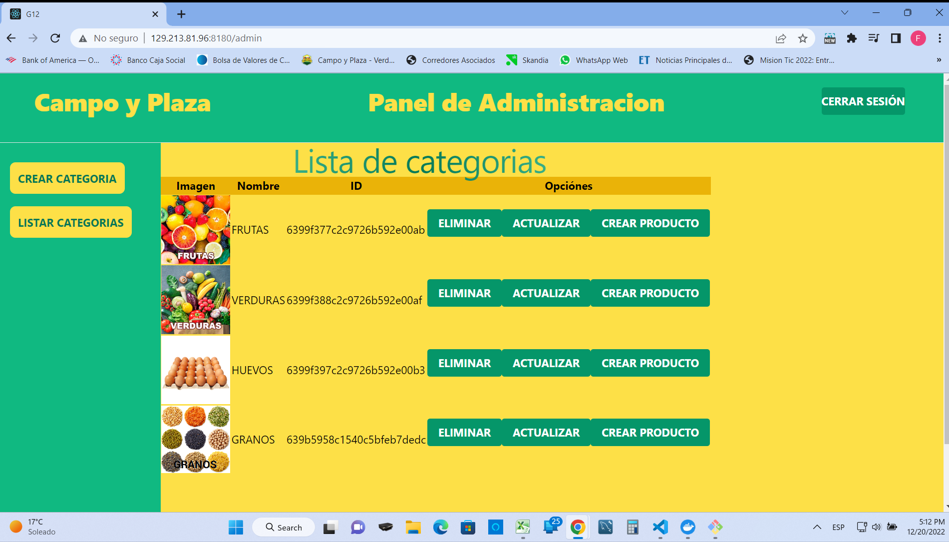 G12
No seguro
129.213.81.96:8180/admin
Bank of America — O...
Banco Caja Social
Bolsa de Valores de C...
Campo y Plaza - Verd...
Corredores Asociados
Skandia
WhatsApp Web
ET Noticias Principales d...
Mision Tic 2022: Entr...
»
Campo y Plaza
Panel de Administracion
CERRAR SESIÓN
CREAR CATEGORIA
LISTAR CATEGORIAS
Lista de categorias
Imagen Nombre ID Opciónes
FRUTAS
FRUTAS 6399f377c2c9726b592e00ab ELIMINAR ACTUALIZAR CREAR PRODUCTO
VERDURAS
VERDURAS 6399f388c2c9726b592e00af ELIMINAR ACTUALIZAR CREAR PRODUCTO
HUEVOS 6399f397c2c9726b592e00b3 ELIMINAR ACTUALIZAR CREAR PRODUCTO
GRANOS
GRANOS 639b5958c1540c5bfeb7dedc ELIMINAR ACTUALIZAR CREAR PRODUCTO
17°C
Soleado
Search
25
ESP
5:12 PM
12/20/2022